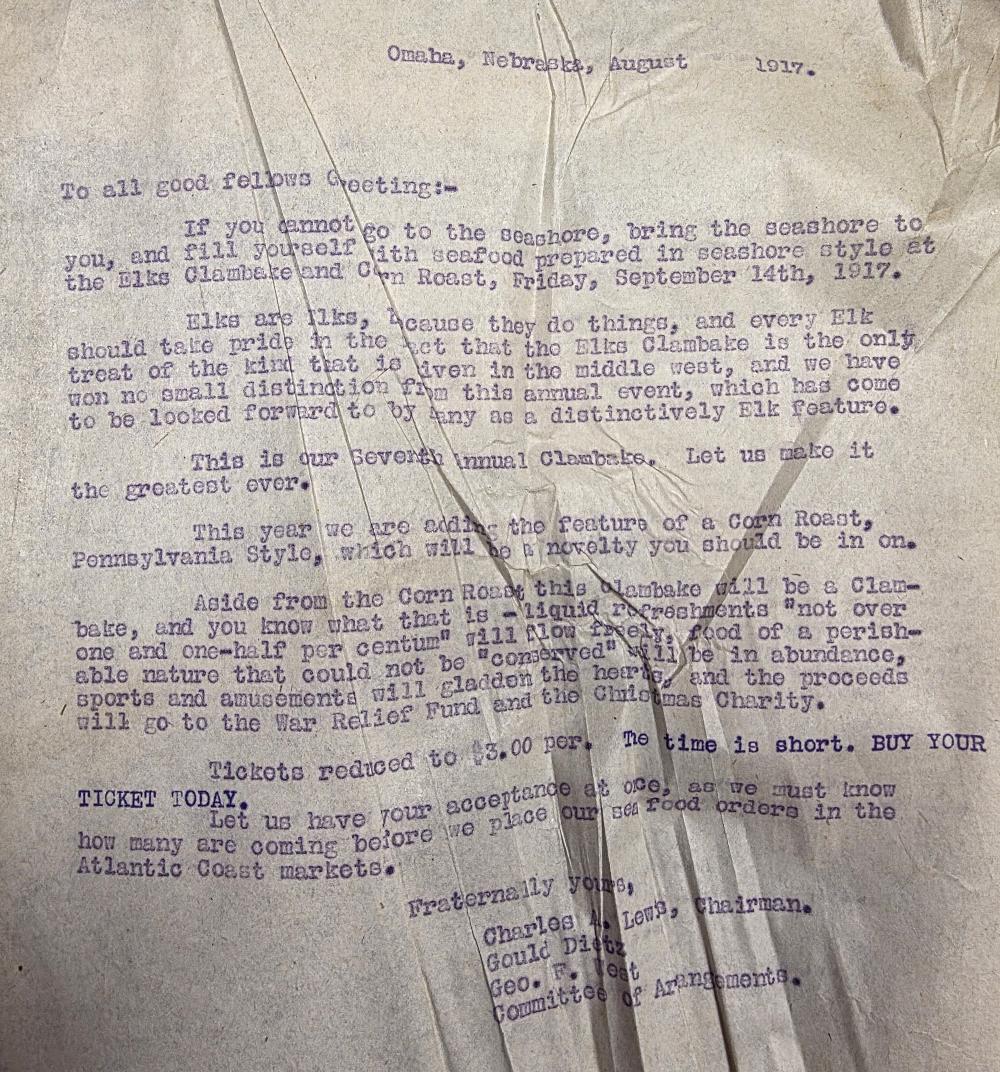 Omaha, Nebraska, August 1917.
To all good fellows Greeting:-
If you cannot go to the seashore, bring the seashore to
you, and fill yourself with seafood prepared in seashore style at
the Elks Clambake and Corn Roast, Friday, September 14th, 1917.
Elks are Elks, because they do things, and every Elk
should take pride in the fact that the Elks Clambake is the only
treat of the kind that is given in the middle west, and we have
won no small distinction from this annual event, which has come
to be looked forward to by many as a distinctively Elk feature.
This is our Seventh Annual Clambake. Let us make it
the greatest ever.
This year we are adding the feature of a Corn Roast,
Pennsylvania Style, which will be a novelty you should be in on.
Aside from the Corn Roast this clambake will be a Clam-
bake, and you know what that is - liquid refreshments "not over
one and one-half per centum" will flow freely, food of a perish-
able nature that could not be "conserved" will be in abundance,
sports and amusements will gladden the hearts, and the proceeds
will go to the War Relief Fund and the Christmas Charity.
Tickets reduced to $3.00 per. The time is short. BUY YOUR
TICKET TODAY.
Let us have your acceptance at once, as we must know
how many are coming before we place our sea food orders in the
Atlantic Coast markets.
Fraternally yours,
Charles A. Lewis, Chairman.
Gould Dietz
Geo. F. West
Committee of Arrangements.